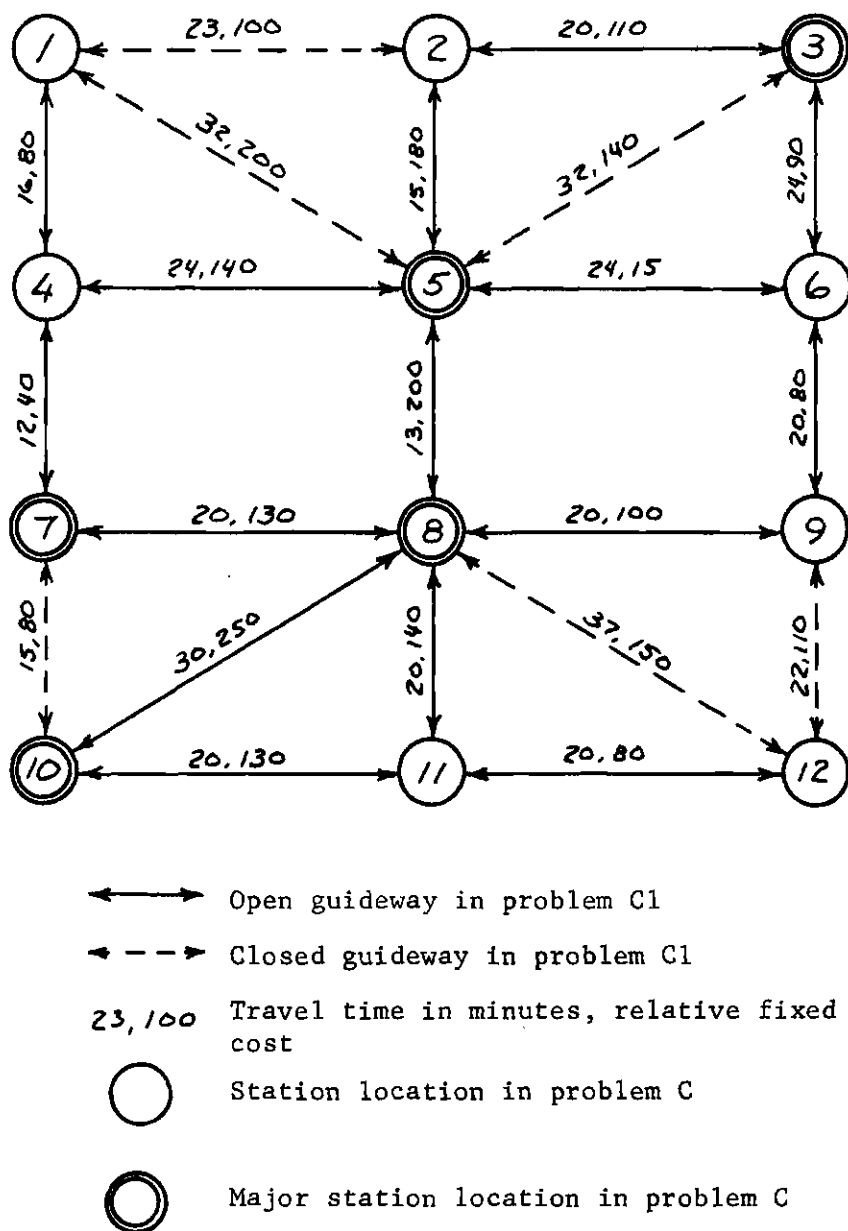 1 23,100 2 20,110 3
32,200 32,140
16,80 15,180 24,90
4 24,140 5 24,15 6
12,40 13,200 20,80
7 20,130 8 20,100 9
15,80 30,250 20,140 37,150 22,110
10 20,130 11 20,80 12
Open guideway in problem C1
Closed guideway in problem C1
23,100 Travel time in minutes, relative fixed
cost
Station location in problem C
Major station location in problem C